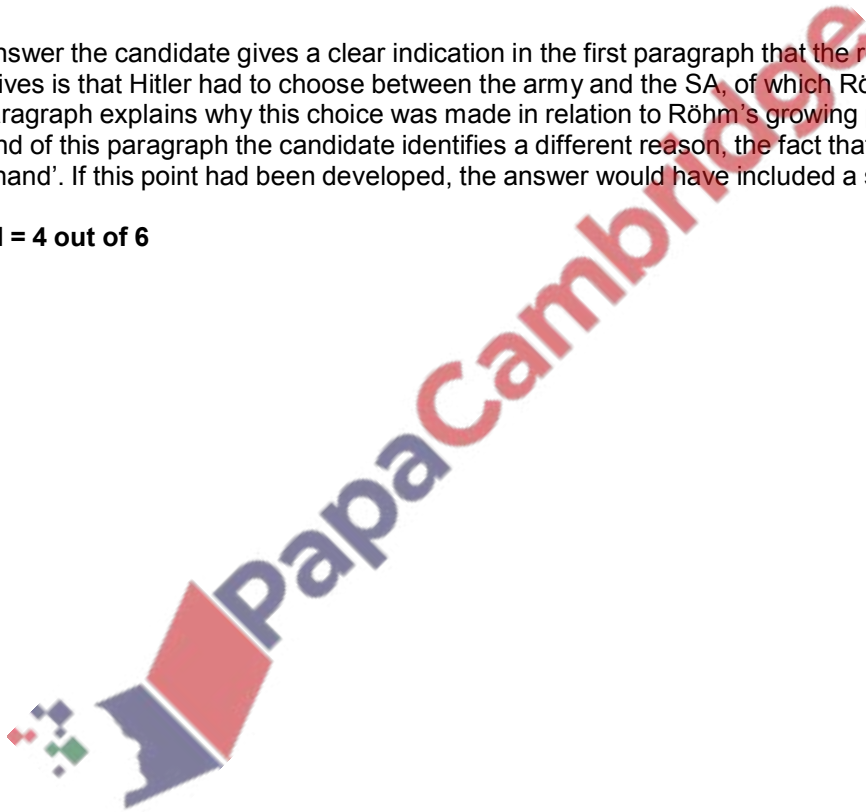 nswer the candidate gives a clear indication in the first paragraph that the
ives is that Hitler had to choose between the army and the SA, of which
ragraph explains why this choice was made in relation to Röhm's growing
nd of this paragraph the candidate identifies a different reason, the fact that
hand'. If this point had been developed, the answer would have included a
= 4 out of 6
PapaCambridge